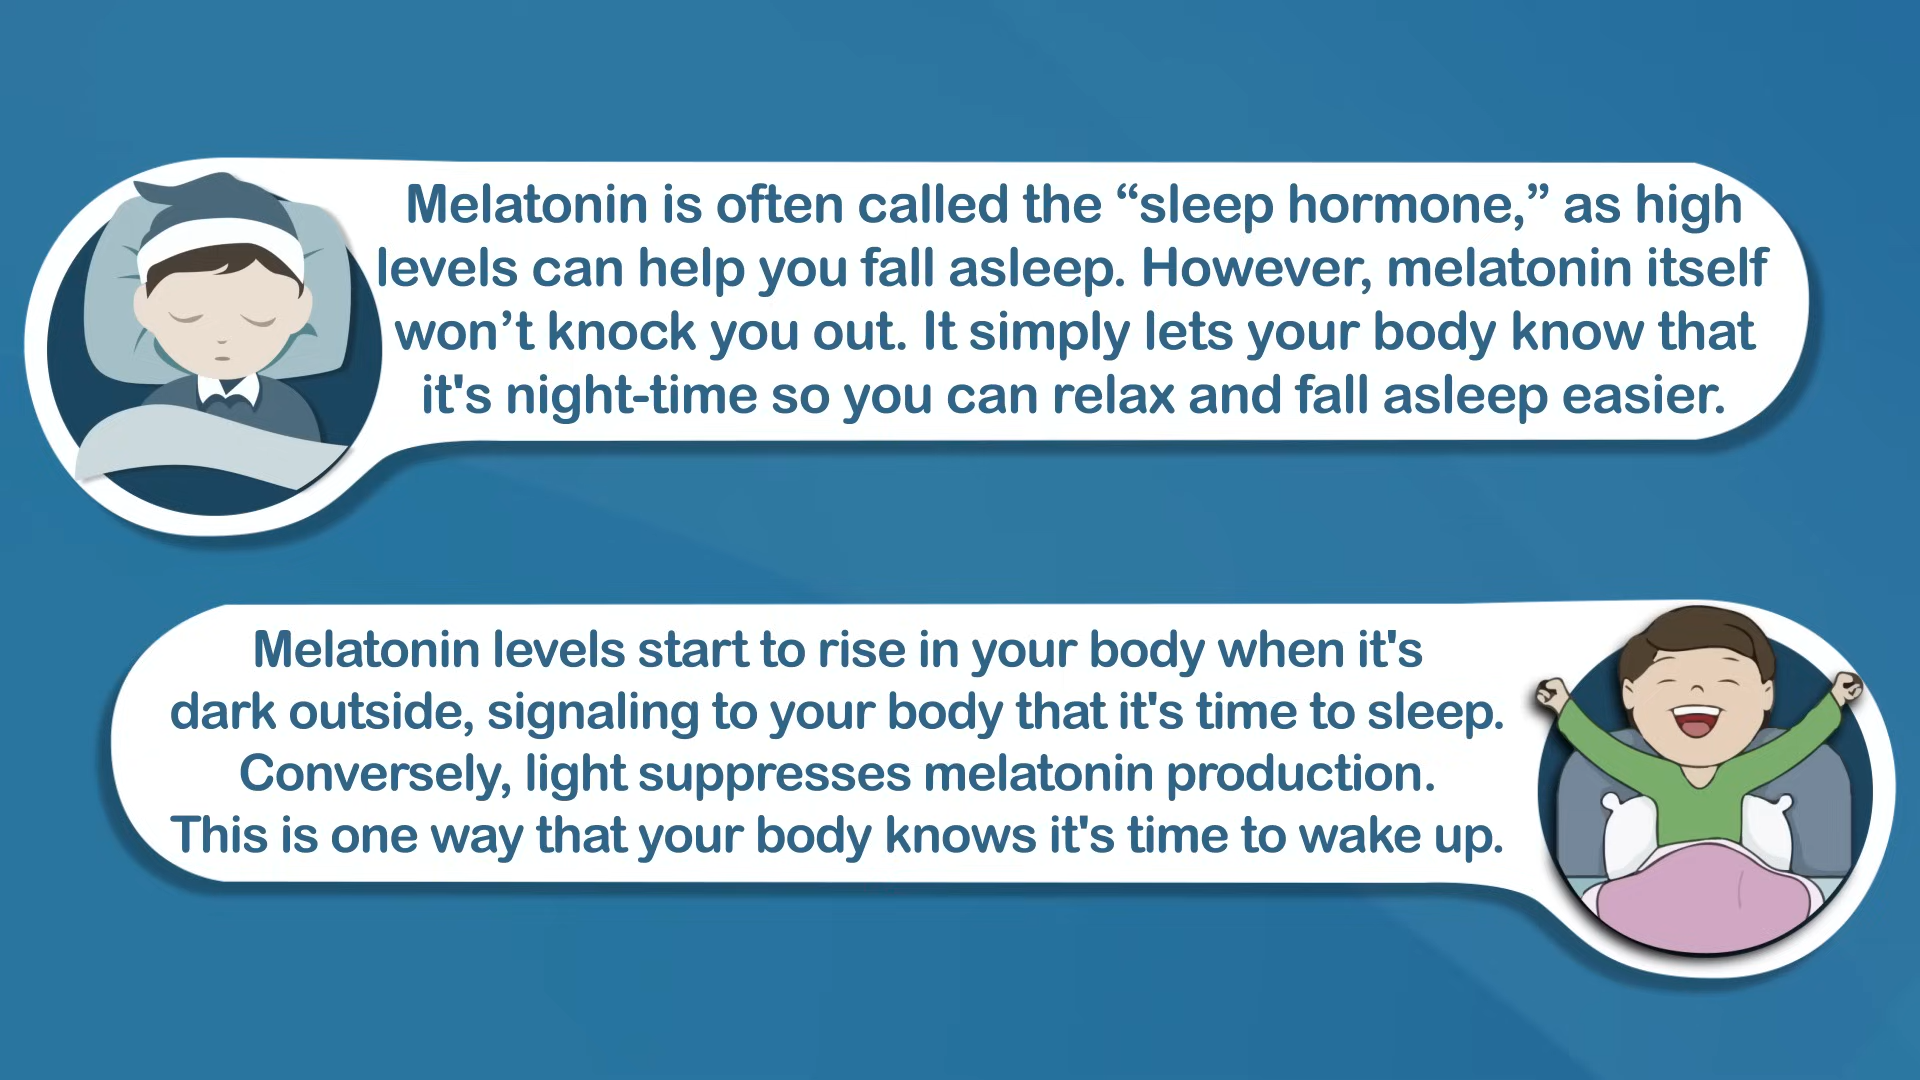 Melatonin is often called the “sleep hormone,” as high
levels can help you fall asleep. However, melatonin itself
won’t knock you out. It simply lets your body know that
it's night-time so you can relax and fall asleep easier.
Melatonin levels start to rise in your body when it's
dark outside, signaling to your body that it's time to sleep.
Conversely, light suppresses melatonin production.
This is one way that your body knows it's time to wake up.